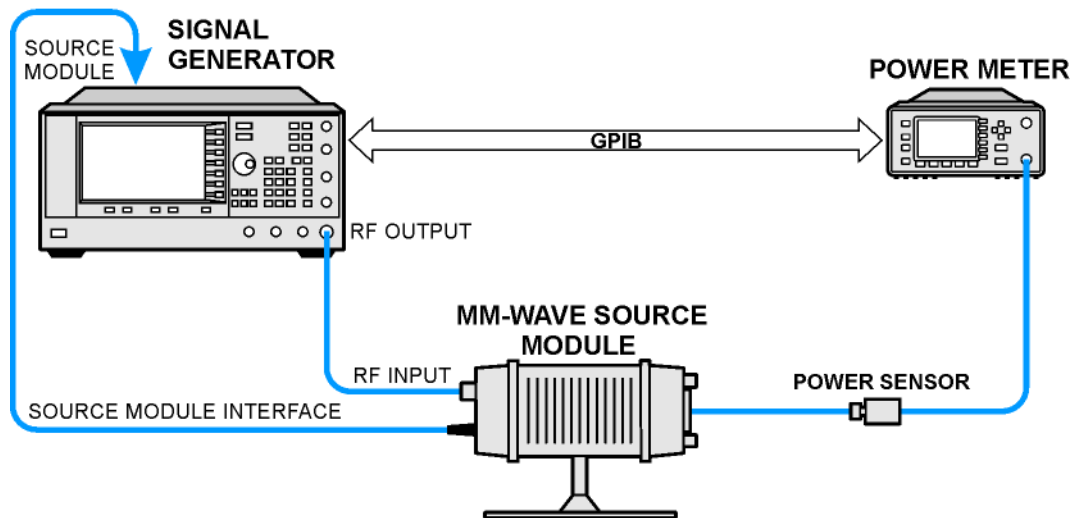 SIGNAL
GENERATOR
SOURCE
MODULE
POWER METER
GPIB
RF OUTPUT
MM-WAVE SOURCE
MODULE
RF INPUT
POWER SENSOR
SOURCE MODULE INTERFACE